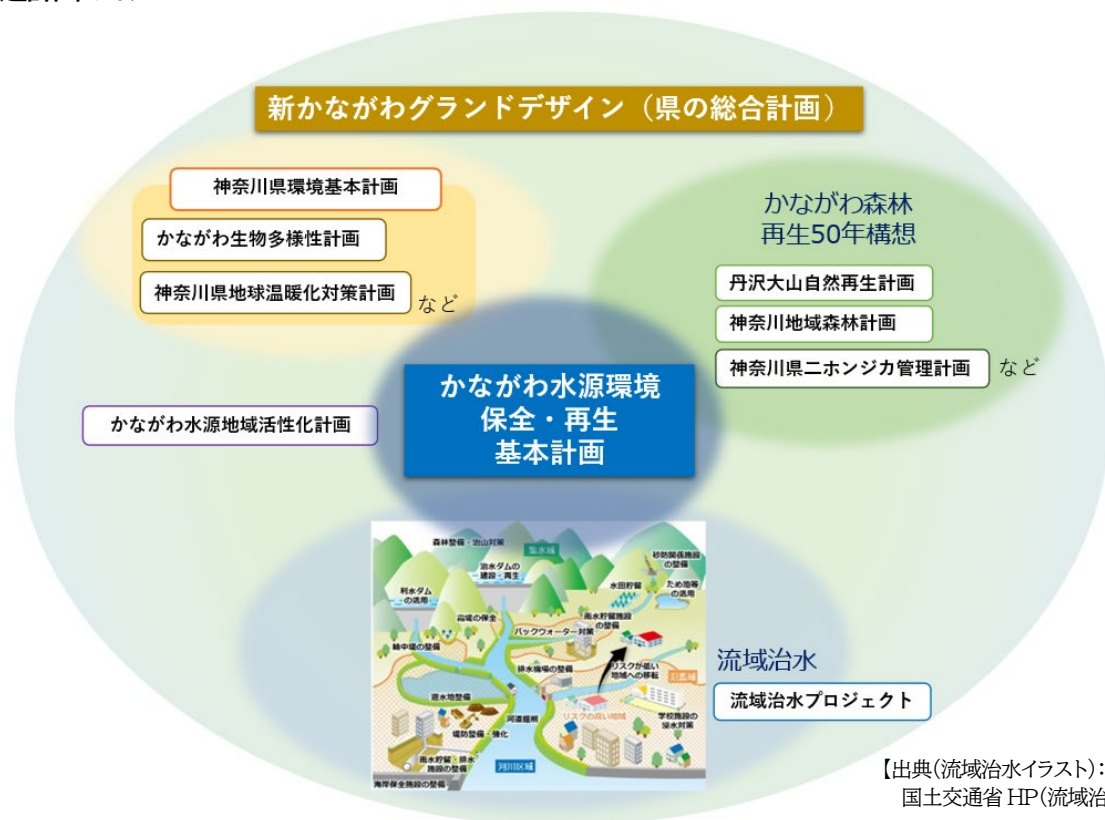 新かながわグランドデザイン（県の総合計画）
神奈川県環境基本計画
かながわ生物多様性計画
神奈川県地球温暖化対策計画
など
かながわ森林
再生50年構想
丹沢大山自然再生計画
神奈川地域森林計画
神奈川県ニホンジカ管理計画
など
かながわ水源環境
保全・再生
基本計画
かながわ水源地域活性化計画
森林整備・治山対策
集水域
治水ダムの
建設・再生
砂防関係施設
の整備
利水ダム
の活用
水田貯留
ため池等
の活用
霞堤の保全
雨水貯留施設
の整備
バックウォーター対策
輪中堤の整備
排水機場の整備
リスクが低い
地域への移転
氾濫域
遊水地整備
河道掘削
リスクの高い地域
学校施設の
浸水対策
堤防整備・強化
雨水貯留・排水
施設の整備
河川区域
海岸保全施設の整備
流域治水
流域治水プロジェクト
【出典(流域治水イラスト)：
国土交通省 HP(流域治